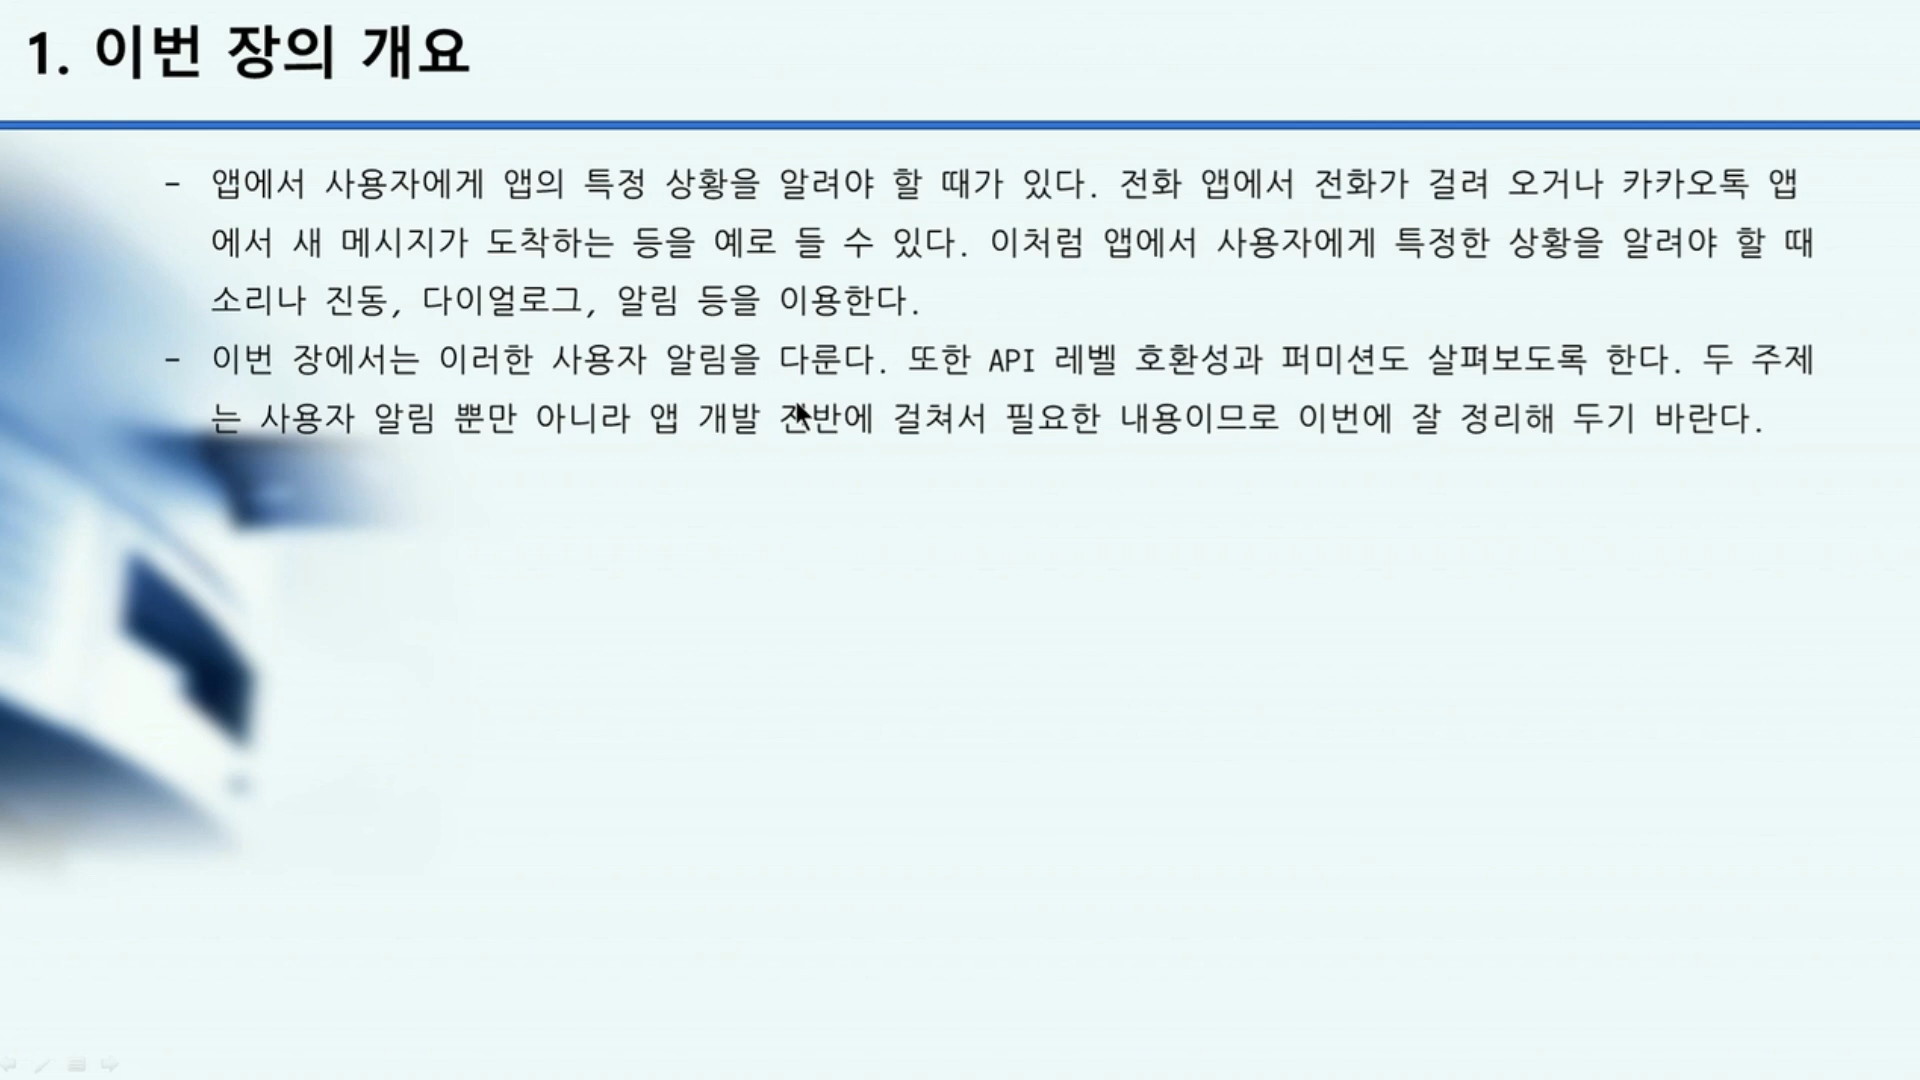 1. 이번 장의 개요
- 앱에서 사용자에게 앱의 특정 상황을 알려야 할 때가 있다. 전화 앱에서 전화가 걸려 오거나 카카오톡 앱
에서 새 메시지가 도착하는 등을 예로 들 수 있다. 이처럼 앱에서 사용자에게 특정한 상황을 알려야 할 때
소리나 진동, 다이얼로그, 알림 등을 이용한다.
- 이번 장에서는 이러한 사용자 알림을 다룬다. 또한 API 레벨 호환성과 퍼미션도 살펴보도록 한다. 두 주제
는 사용자 알림 뿐만 아니라 앱 개발 전반에 걸쳐서 필요한 내용이므로 이번에 잘 정리해 두기 바란다.